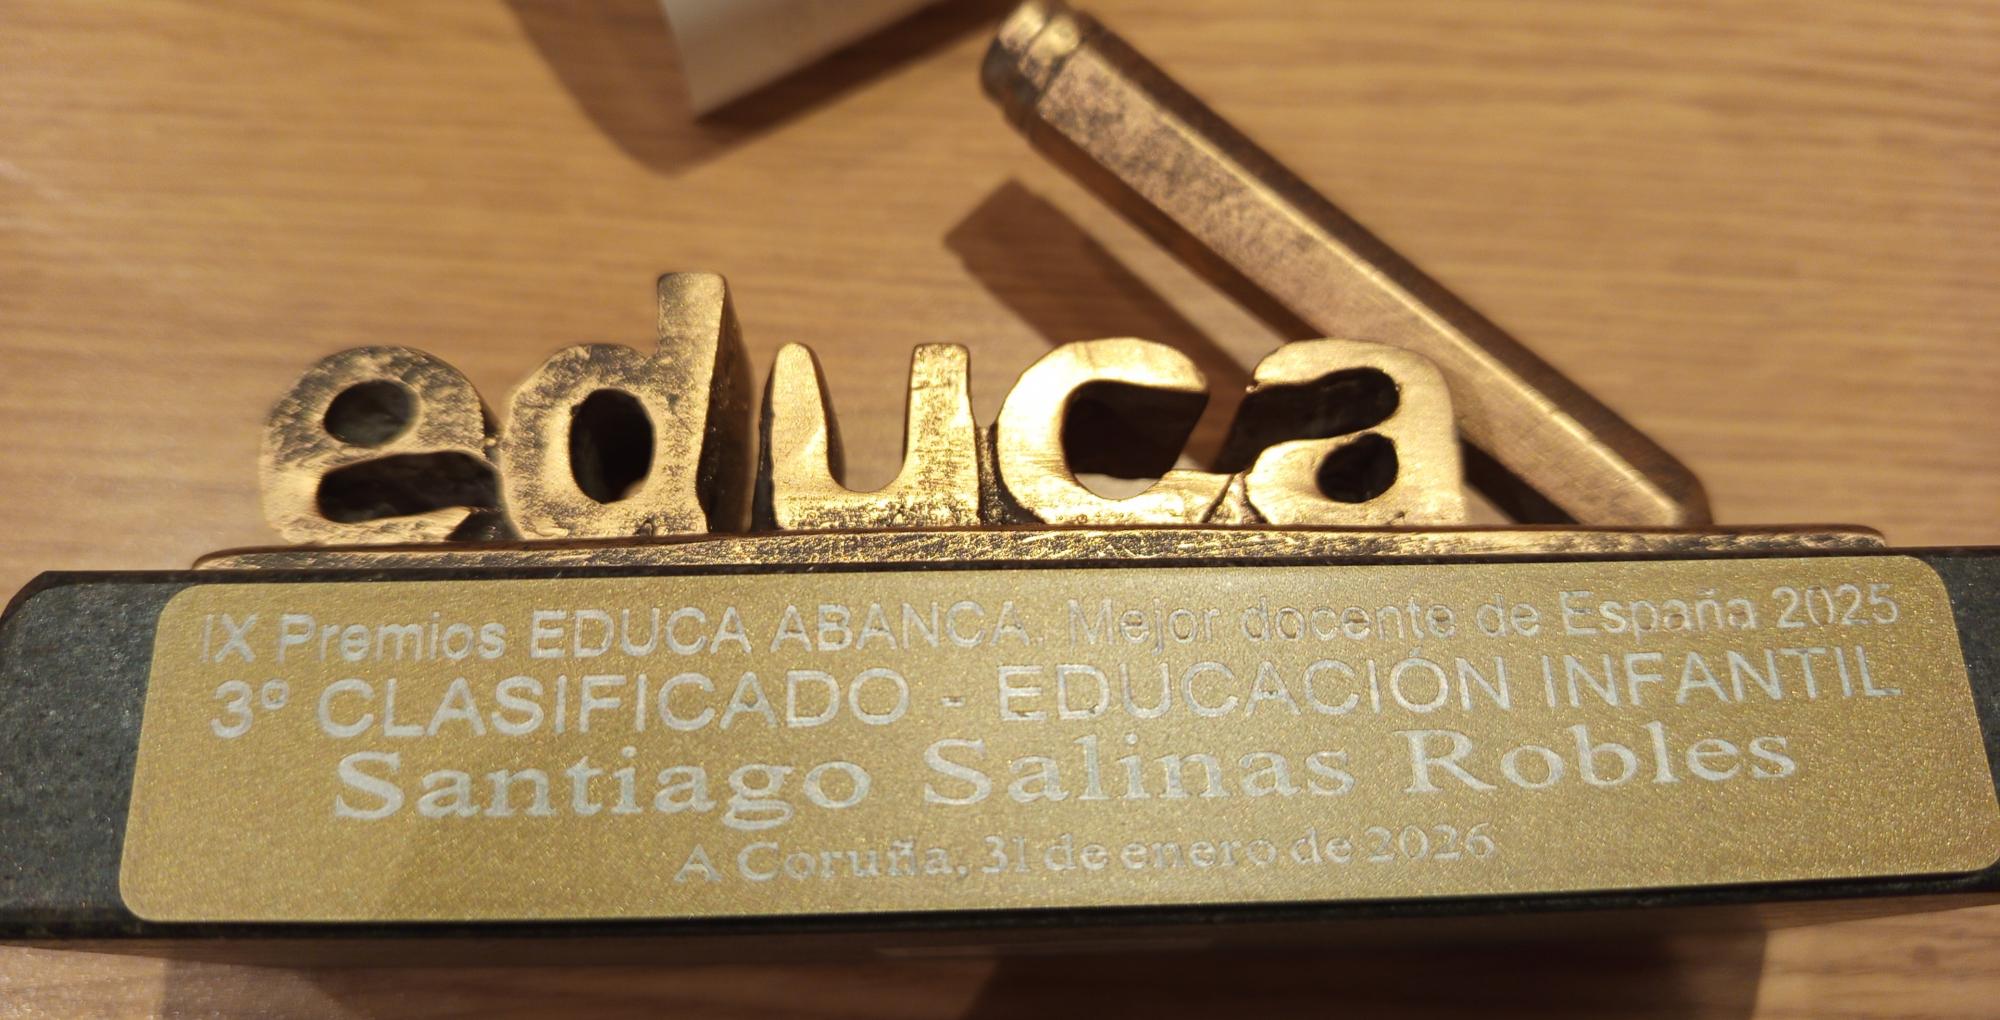 educa
IX Premios EDUCA ABANCA. Mejor docente de España 2025
3º CLASIFICADO - EDUCACIÓN INFANTIL
Santiago Salinas Robles
A Coruña, 31 de enero de 2026